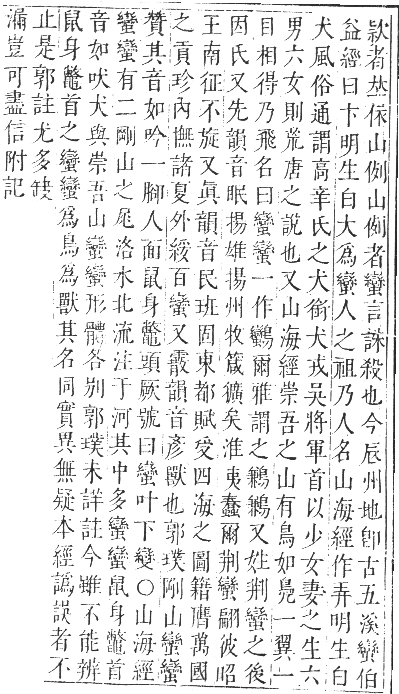 款者㚝㑸山例山例者蠻言誅殺也今辰州地卽古五溪蠻伯
益經曰卞明生白犬爲蠻人之祖乃人名山海經作弄明生白
犬風俗通謂高辛氏之犬銜犬戎吳將軍首以少女妻之生六
男六女則荒唐之說也又山海經崇吾之山有鳥如鳧一翼一
目相得乃飛名曰蠻蠻一作鸞爾雅謂之鶼鶼又姓荆蠻之後
因氏又先韻音眠揚雄揚州牧箴獷矣淮夷蠢爾荆蠻翩彼昭
王南征不旋又眞韻音民班固東都賦受四海之圖籍膺萬國
之貢珍內撫諸夏外綏百蠻又霰韻音彥獸也郭璞剛山蠻蠻
贊其音如吟一腳人面鼠身鼈頭厥號曰蠻叶下變〇山海經
蠻蠻有二剛山之尾洛水北流注于河其中多蠻蠻鼠身鼈首
音如吠犬與崇吾山蠻蠻形體各別郭璞未詳註今雖不能辨
鼠身鼈首之蠻蠻爲鳥爲獸其名同實異無疑本經譌誤者不
止是郭註尤多缺
漏豈可盡信附記